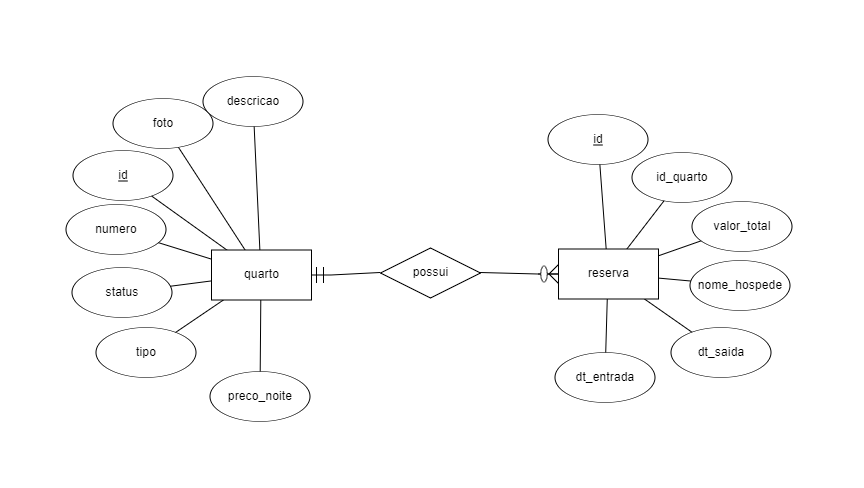 descricao
foto
id
id
id_quarto
numero
valor_total
quarto
possui
reserva
status
nome_hospede
tipo
dt_saida
dt_entrada
preco_noite